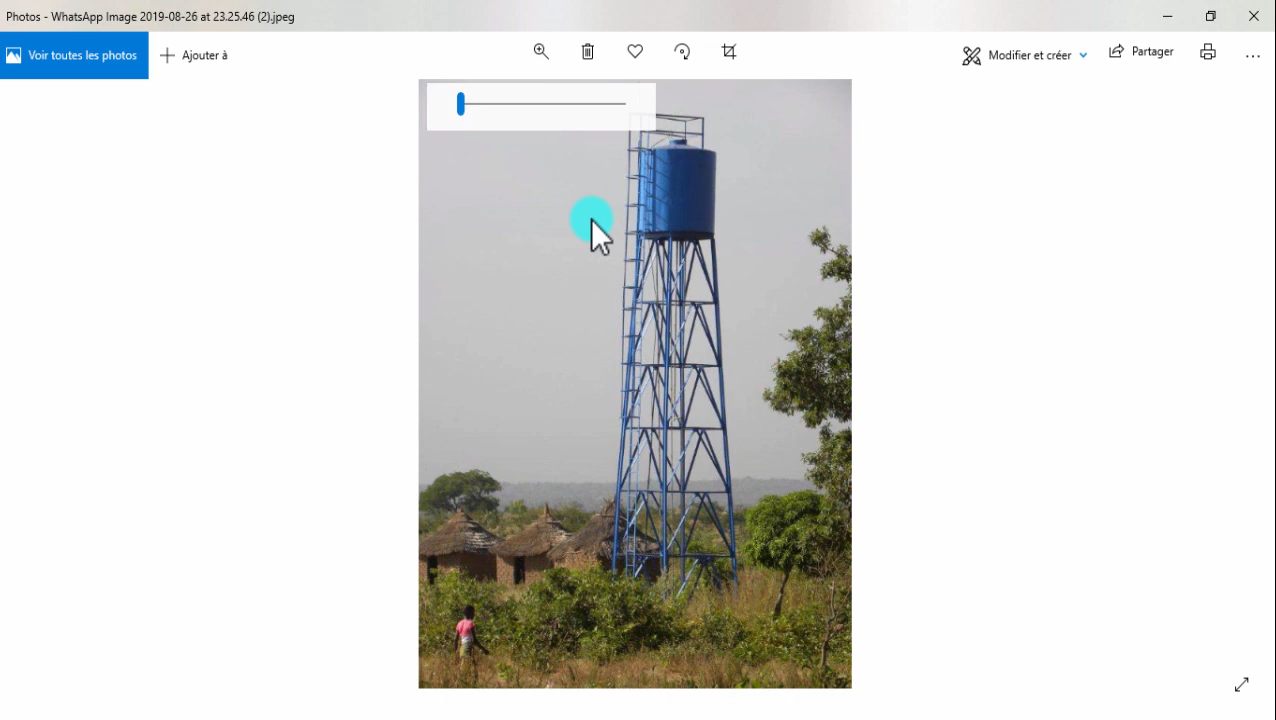 Photos - WhatsApp Image 2019-08-26 at 23.25.46 (2).jpeg
Voir toutes les photos
Ajouter à
Modifier et créer
Partager